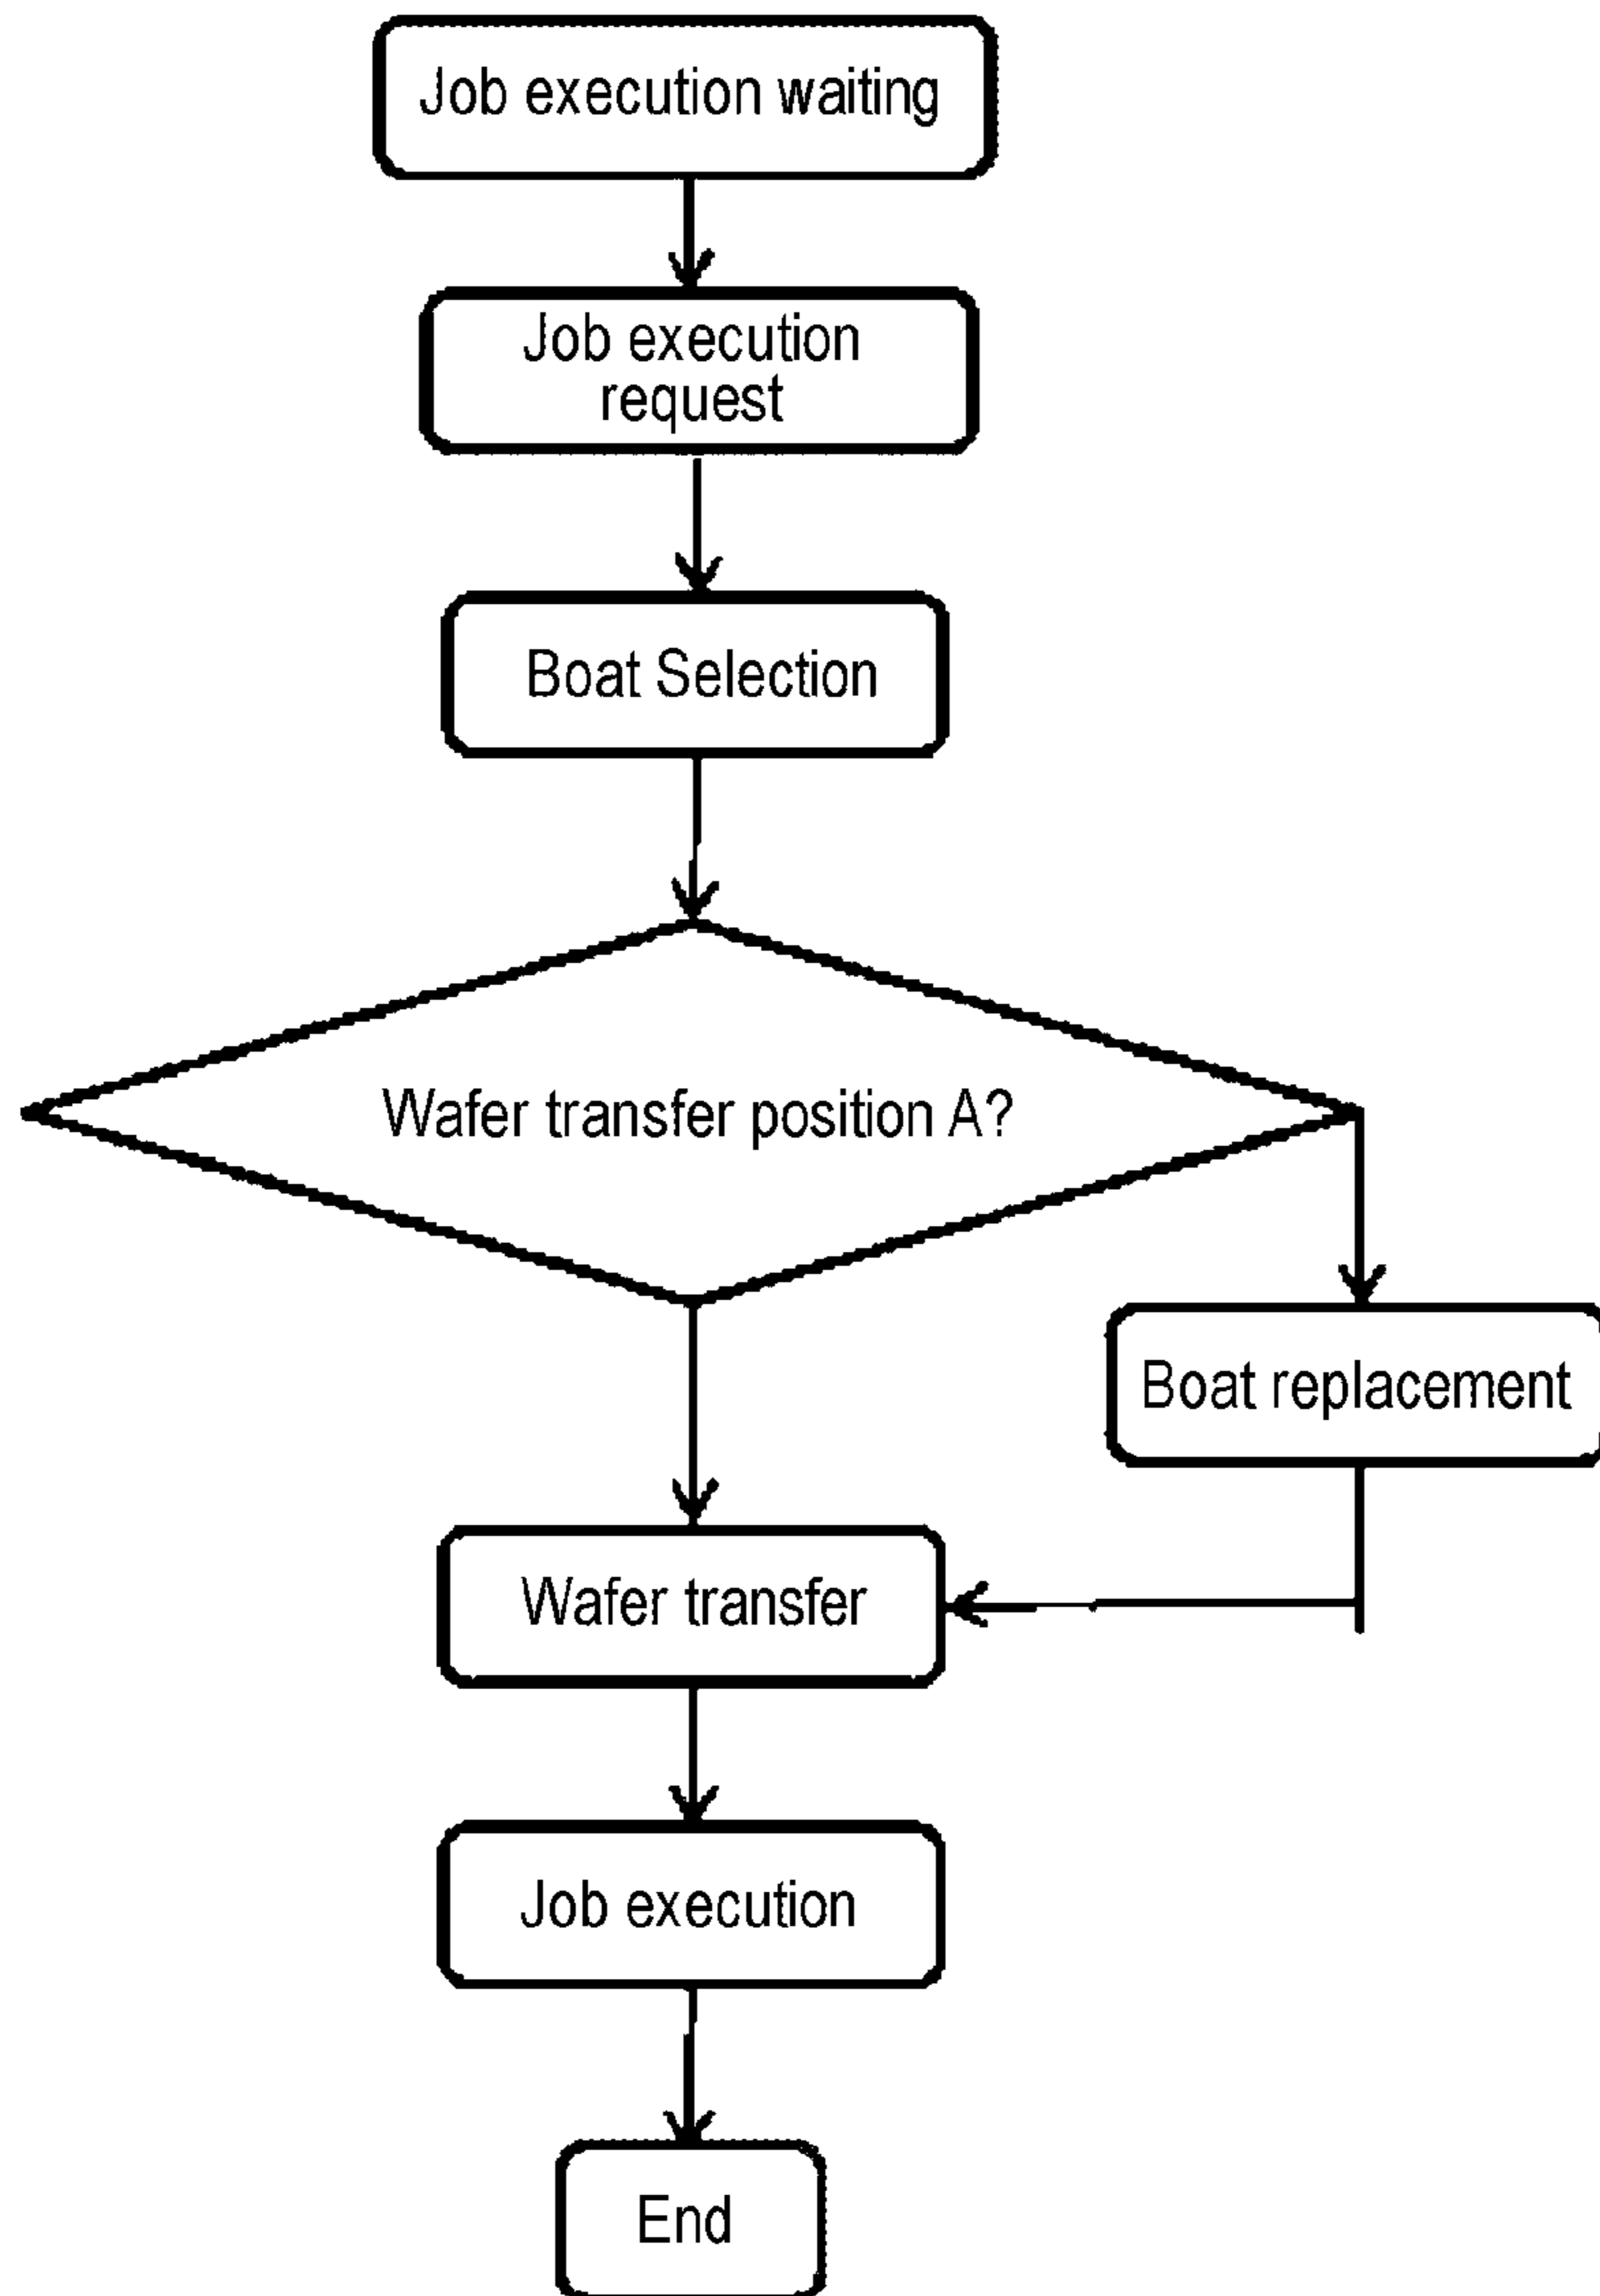 Job execution waiting
Job execution
request
Boat Selection
Wafer transfer position A?
Boat replacement
Wafer transfer
Job execution
End